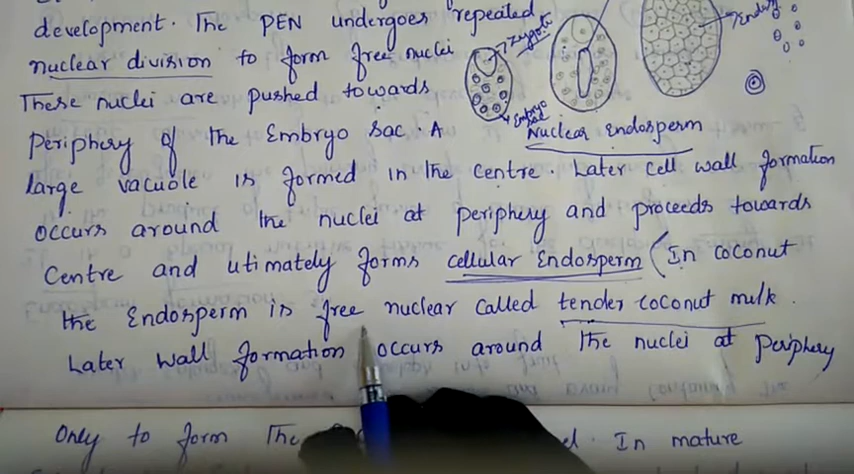 development. The PEN undergoes repeated
nuclear division to form free nuclei
These nuclei are pushed towards
Periphery of the Embryo sac. A
large vacuole is formed in the centre. Later cell wall formation
occurs around the nuclei at periphery and proceeds towards
Centre and utimately forms cellular Endosperm (In coconut
the Endosperm is free nuclear called tender coconut milk.
Later wall formation occurs around the nuclei at periphery
Only to form The
In mature
Zygote
Embryo
sac
Nuclear Endosperm